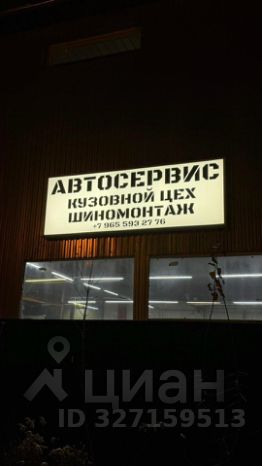 АВТОСЕРВИС
КУЗОВНОЙ ЦЕХ
ШИНОМОНТАЖ
+7 965 593 27 76
циан
ID 327159513